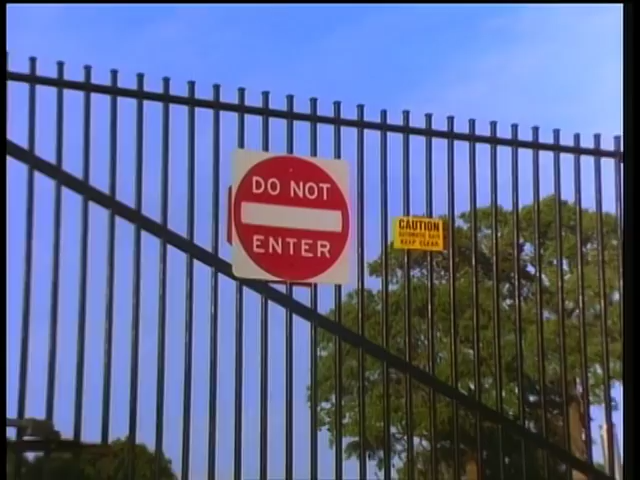 DO NOT
ENTER
CAUTION
AUTOMATIC GATE
KEEP CLEAR